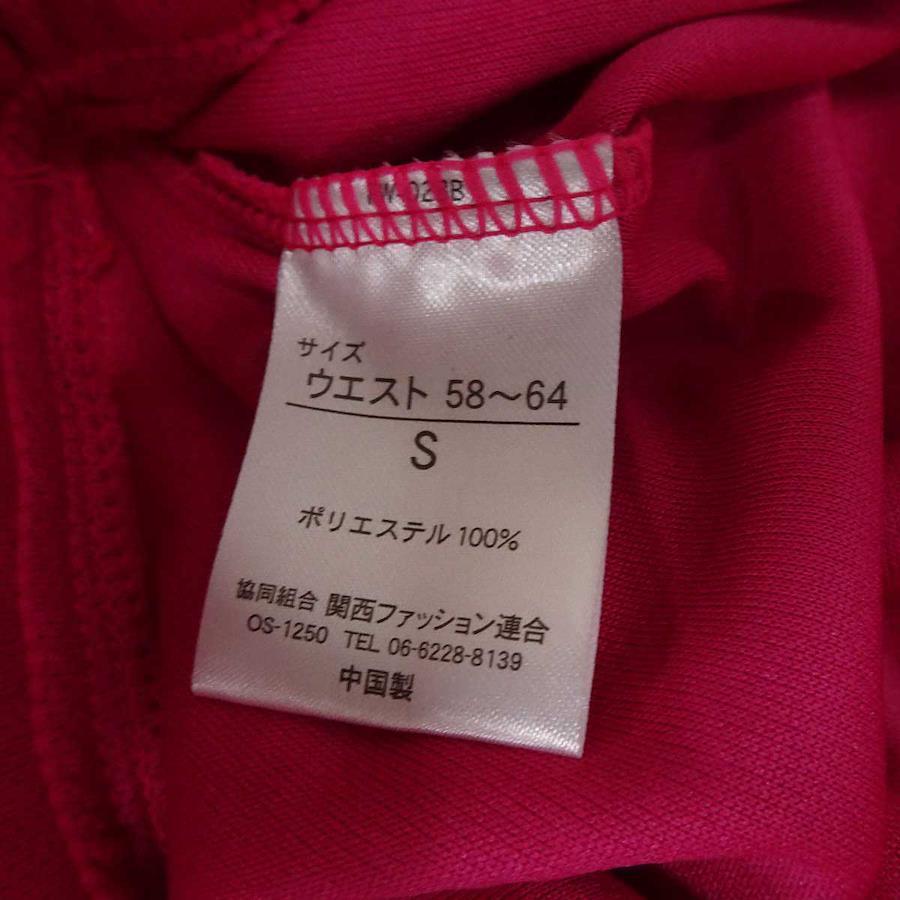 サイズ
ウエスト 58～64
S
ポリエステル 100%
協同組合 関西ファッション連合
OS-1250 TEL 06-6228-8139
中国製